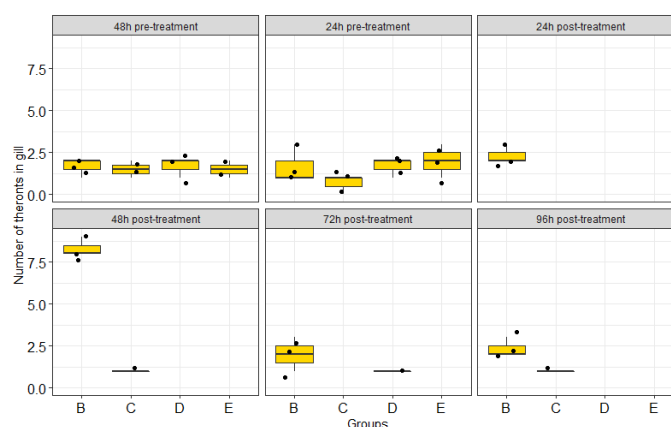 48h pre-treatment 24h pre-treatment 24h post-treatment
7.5
5.0
2.5
0.0
Number of theronts in gill
48h post-treatment 72h post-treatment 96h post-treatment
7.5
5.0
2.5
0.0
B C D E B C D E B C D E
Groups